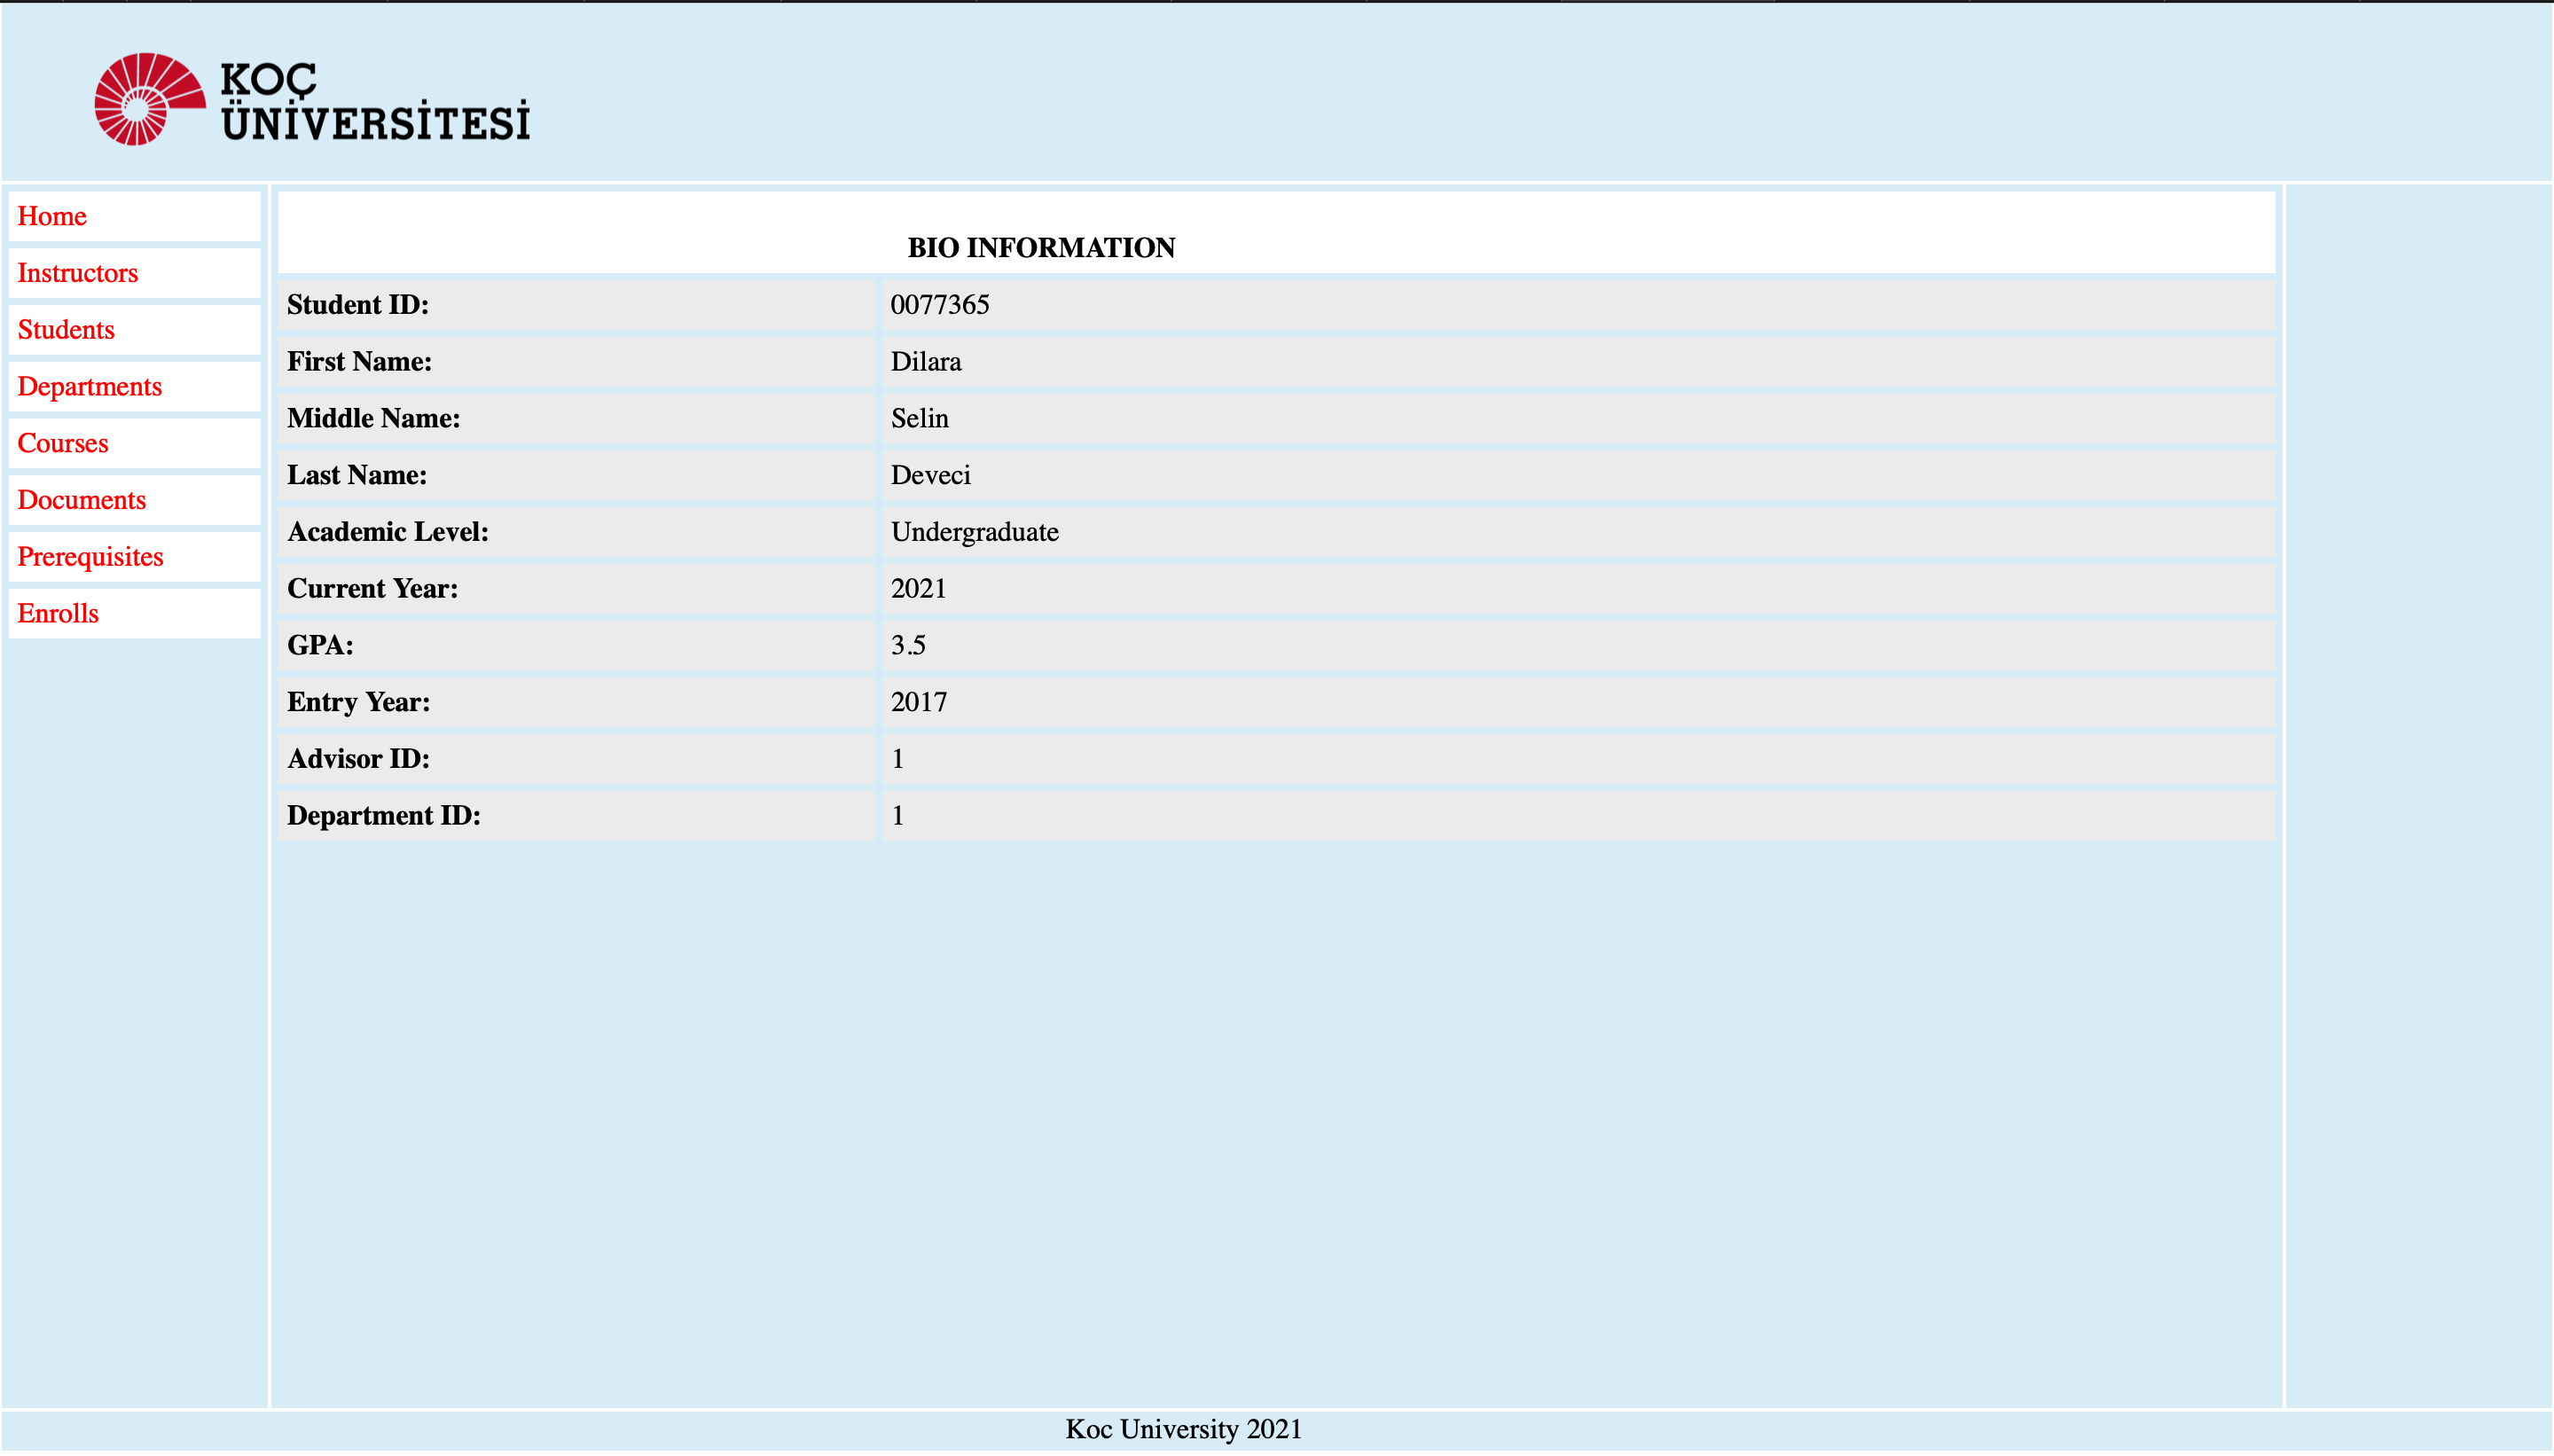 KOÇ
ÜNİVERSİTESİ
Home
Instructors
Students
Departments
Courses
Documents
Prerequisites
Enrolls
BIO INFORMATION
Student ID: 0077365
First Name: Dilara
Middle Name: Selin
Last Name: Deveci
Academic Level: Undergraduate
Current Year: 2021
GPA: 3.5
Entry Year: 2017
Advisor ID: 1
Department ID: 1
Koc University 2021